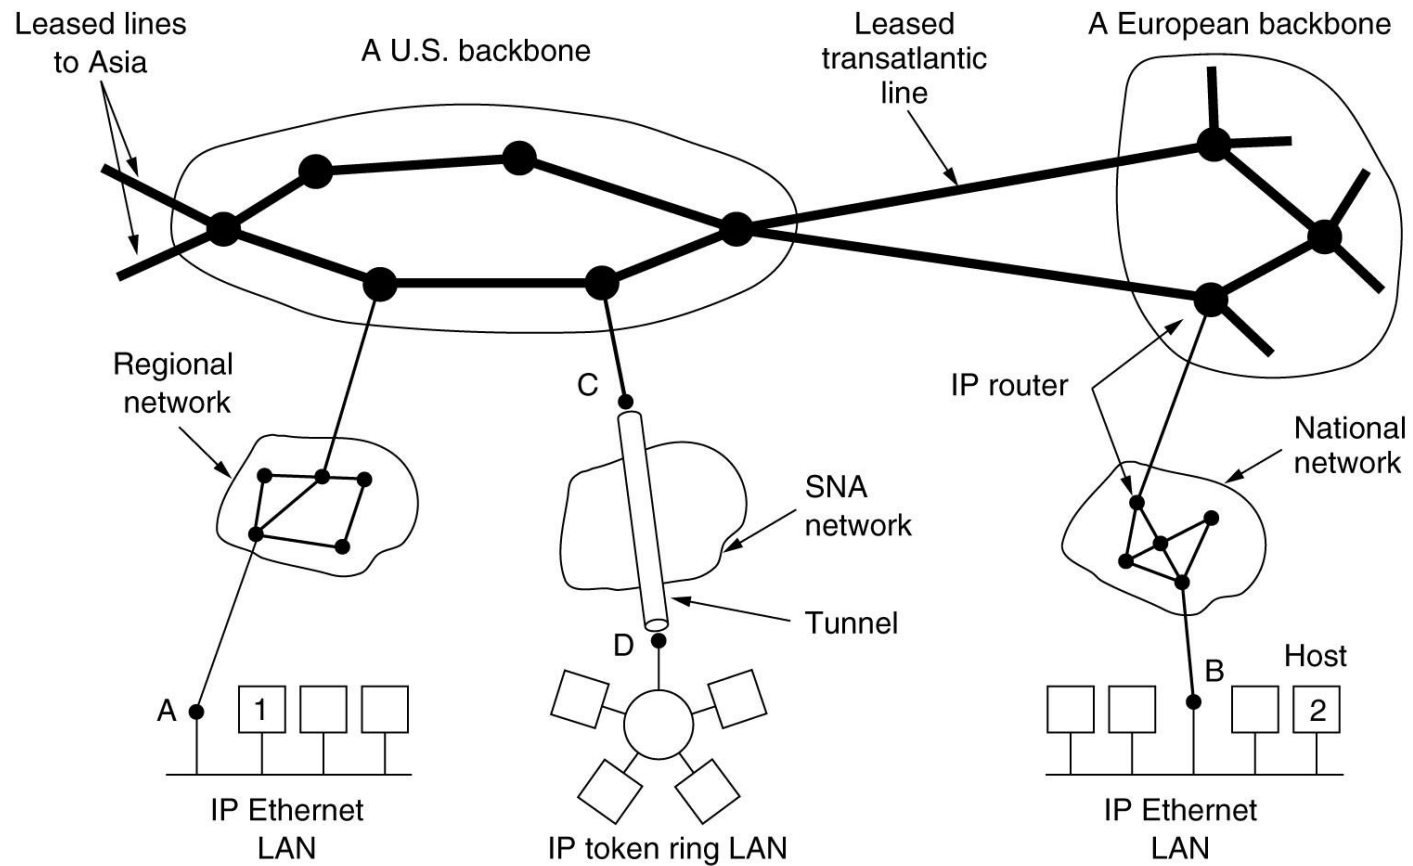 Leased lines
to Asia
A U.S. backbone
Leased
transatlantic
line
A European backbone
Regional
network
C
SNA
network
Tunnel
D
IP router
National
network
A
1
IP Ethernet
LAN
IP token ring LAN
B
Host
2
IP Ethernet
LAN